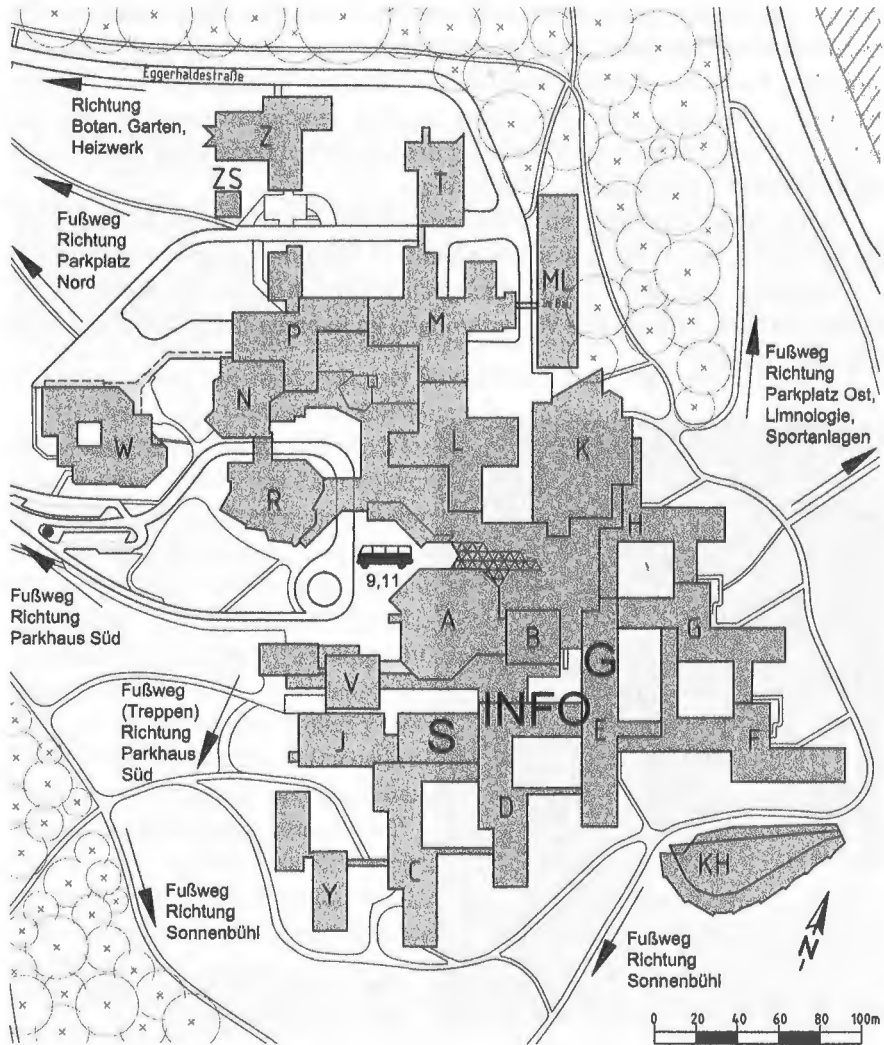 Eggerhaldestraße
Richtung
Botan. Garten,
Heizwerk
Z
ZS
T
Fußweg
Richtung
Parkplatz
Nord
ML
im Bau
M
P
Fußweg
Richtung
Parkplatz Ost,
Limnologie,
Sportanlagen
N
W
L
K
R
H
9,11
Fußweg
Richtung
Parkhaus Süd
A
B
G
G
V
Fußweg
(Treppen)
Richtung
Parkhaus
Süd
INFO
J
S
E
F
D
C
Y
KH
Fußweg
Richtung
Sonnenbühl
Fußweg
Richtung
Sonnenbühl
N
0 20 40 60 80 100m